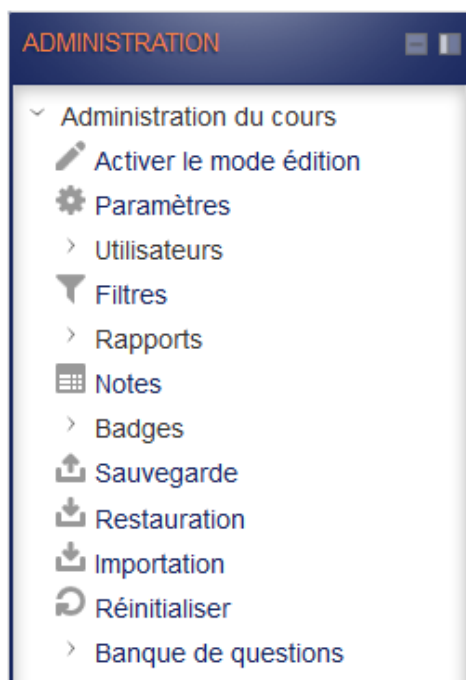 ADMINISTRATION
Administration du cours
Activer le mode édition
Paramètres
Utilisateurs
Filtres
Rapports
Notes
Badges
Sauvegarde
Restauration
Importation
Réinitialiser
Banque de questions